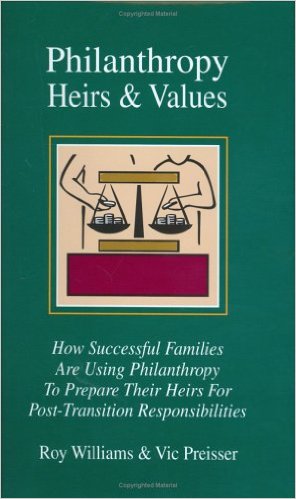 Philanthropy
Heirs & Values
How Successful Families
Are Using Philanthropy
To Prepare Their Heirs For
Post-Transition Responsibilities
Roy Williams & Vic Preisser